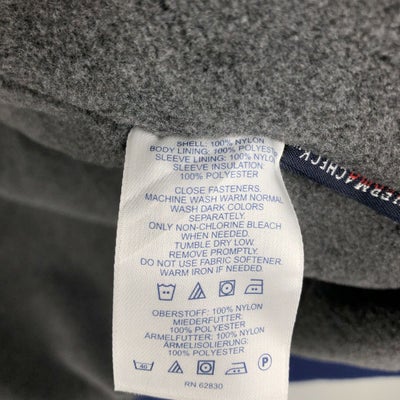 SHELL: 100% NYLON
BODY LINING: 100% POLYESTER
SLEEVE LINING: 100% NYLON
SLEEVE INSULATION:
100% POLYESTER
CLOSE FASTENERS.
MACHINE WASH WARM NORMAL
WASH DARK COLORS
SEPARATELY.
ONLY NON-CHLORINE BLEACH
WHEN NEEDED.
TUMBLE DRY LOW.
REMOVE PROMPTLY.
DO NOT USE FABRIC SOFTENER.
WARM IRON IF NEEDED.
OBERSTOFF: 100% NYLON
MIEDERFUTTER:
100% POLYESTER
ÄRMELFUTTER: 100% NYLON
ÄRMELISOLIERUNG:
100% POLYESTER
40
P
RN 62830
ERMACHECK